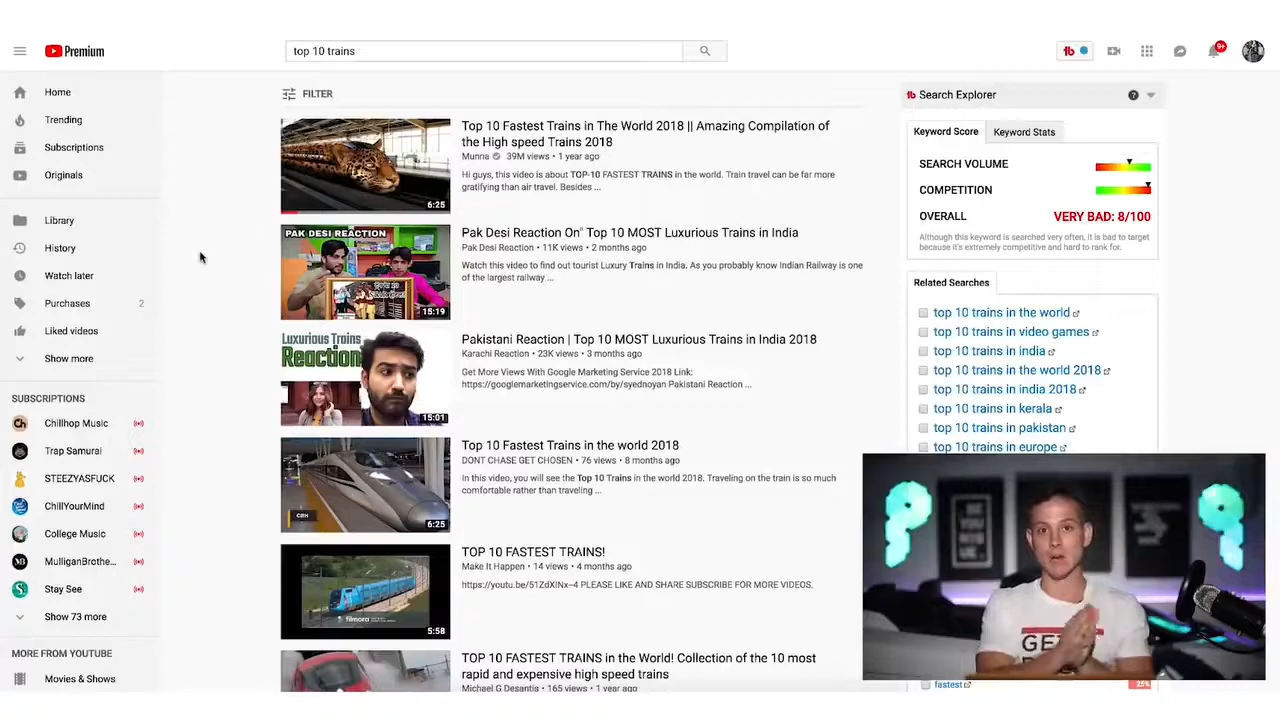 Premium
top 10 trains
tb
9+
Home
Trending
Subscriptions
Originals
Library
History
Watch later
Purchases 2
Liked videos
Show more
SUBSCRIPTIONS
Chillhop Music
Trap Samurai
STEEZYASFUCK
ChillYourMind
College Music
MulliganBrothe...
Stay See
Show 73 more
MORE FROM YOUTUBE
Movies & Shows
FILTER
6:25
Top 10 Fastest Trains in The World 2018 || Amazing Compilation of
the High speed Trains 2018
Munna 39M views • 1 year ago
Hi guys, this video is about TOP-10 FASTEST TRAINS in the world. Train travel can be far more
gratifying than air travel. Besides ...
PAK DESI REACTION
15:19
Pak Desi Reaction On" Top 10 MOST Luxurious Trains in India
Pak Desi Reaction • 11K views • 2 months ago
Watch this video to find out tourist Luxury Trains in India. As you probably know Indian Railway is one
of the largest railway ...
Luxurious Trains
Reaction
15:01
Pakistani Reaction | Top 10 MOST Luxurious Trains in India 2018
Karachi Reaction • 23K views • 3 months ago
Get More Views With Google Marketing Service 2018 Link:
https://googlemarketingservice.com/by/syednoyan Pakistani Reaction ...
CRH
6:25
Top 10 Fastest Trains in the world 2018
DONT CHASE GET CHOSEN • 76 views • 8 months ago
In this video, you will see the Top 10 Trains in the world 2018. Traveling on the train is so much
comfortable rather than traveling ...
filmora
5:58
TOP 10 FASTEST TRAINS!
Make It Happen • 14 views • 4 months ago
https://youtu.be/51ZdXINx--4 PLEASE LIKE AND SHARE SUBSCRIBE FOR MORE VIDEOS.
TOP 10 FASTEST TRAINS in the World! Collection of the 10 most
rapid and expensive high speed trains
Michael G Desantis • 165 views • 1 year ago
tb Search Explorer ?
Keyword Score Keyword Stats
SEARCH VOLUME
COMPETITION
OVERALL VERY BAD: 8/100
Although this keyword is searched very often, it is bad to target
because it's extremely competitive and hard to rank for.
Related Searches
top 10 trains in the world
top 10 trains in video games
top 10 trains in india
top 10 trains in the world 2018
top 10 trains in india 2018
top 10 trains in kerala
top 10 trains in pakistan
top 10 trains in europe
fastest 25%